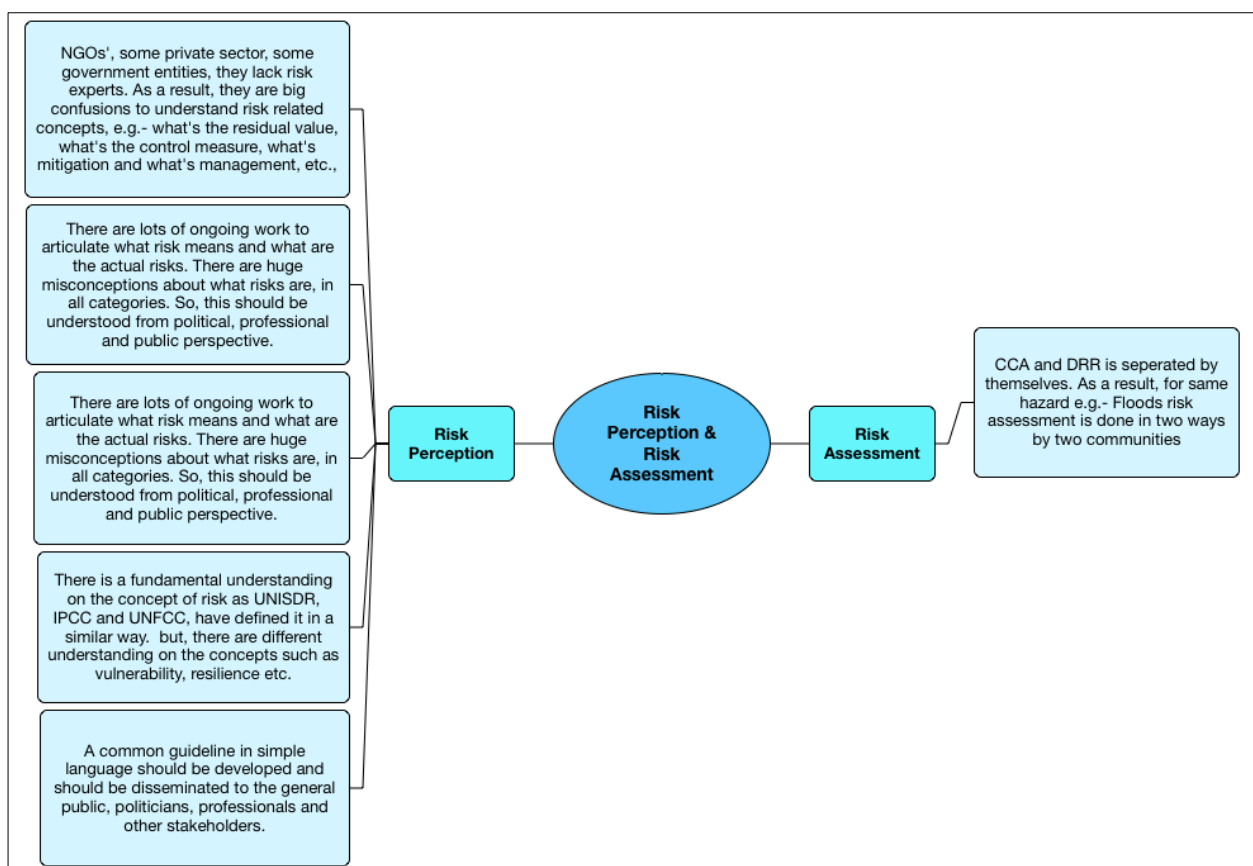 NGOs', some private sector, some
government entities, they lack risk
experts. As a result, they are big
confusions to understand risk related
concepts, e.g.- what's the residual value,
what's the control measure, what's
mitigation and what's management, etc.,
There are lots of ongoing work to
articulate what risk means and what are
the actual risks. There are huge
misconceptions about what risks are, in
all categories. So, this should be
understood from political, professional
and public perspective.
There are lots of ongoing work to
articulate what risk means and what are
the actual risks. There are huge
misconceptions about what risks are, in
all categories. So, this should be
understood from political, professional
and public perspective.
There is a fundamental understanding
on the concept of risk as UNISDR,
IPCC and UNFCC, have defined it in a
similar way.  but, there are different
understanding on the concepts such as
vulnerability, resilience etc.
A common guideline in simple
language should be developed and
should be disseminated to the general
public, politicians, professionals and
other stakeholders.
Risk
Perception
Risk
Perception &
Risk
Assessment
Risk
Assessment
CCA and DRR is seperated by
themselves. As a result, for same
hazard e.g.- Floods risk
assessment is done in two ways
by two communities